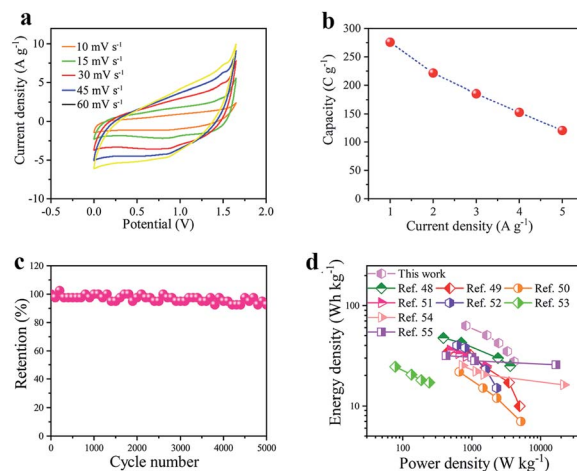 a
10 mV s⁻¹
15 mV s⁻¹
30 mV s⁻¹
45 mV s⁻¹
60 mV s⁻¹
Current density (A g⁻¹)
10
5
0
-5
-10
-0.5 0.0 0.5 1.0 1.5 2.0
Potential (V)
b
Capacity (C g⁻¹)
350
300
250
200
150
100
50
0
1 2 3 4 5
Current density (A g⁻¹)
c
Retention (%)
120
100
80
60
40
20
0
0 1000 2000 3000 4000 5000
Cycle number
d
This work
Ref. 48 Ref. 49 Ref. 50
Ref. 51 Ref. 52 Ref. 53
Ref. 54
Ref. 55
Energy density (Wh kg⁻¹)
100
10
100 1000 10000
Power density (W kg⁻¹)